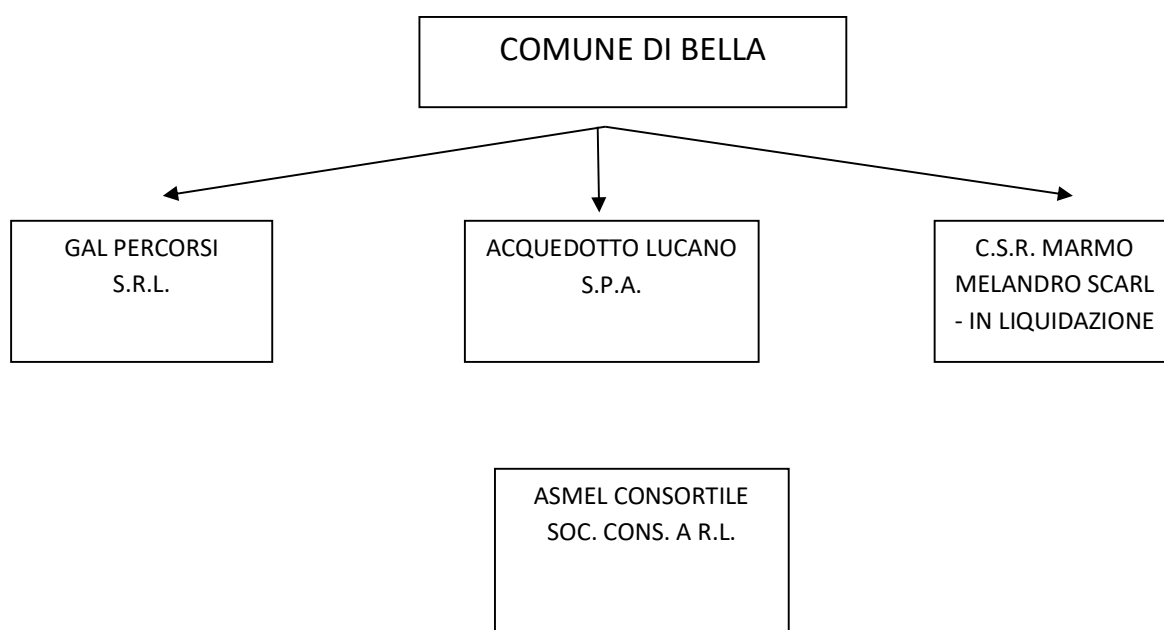 COMUNE DI BELLA
GAL PERCORSI
S.R.L.
ACQUEDOTTO LUCANO
S.P.A.
C.S.R. MARMO
MELANDRO SCARL
- IN LIQUIDAZIONE
ASMEL CONSORTILE
SOC. CONS. A R.L.